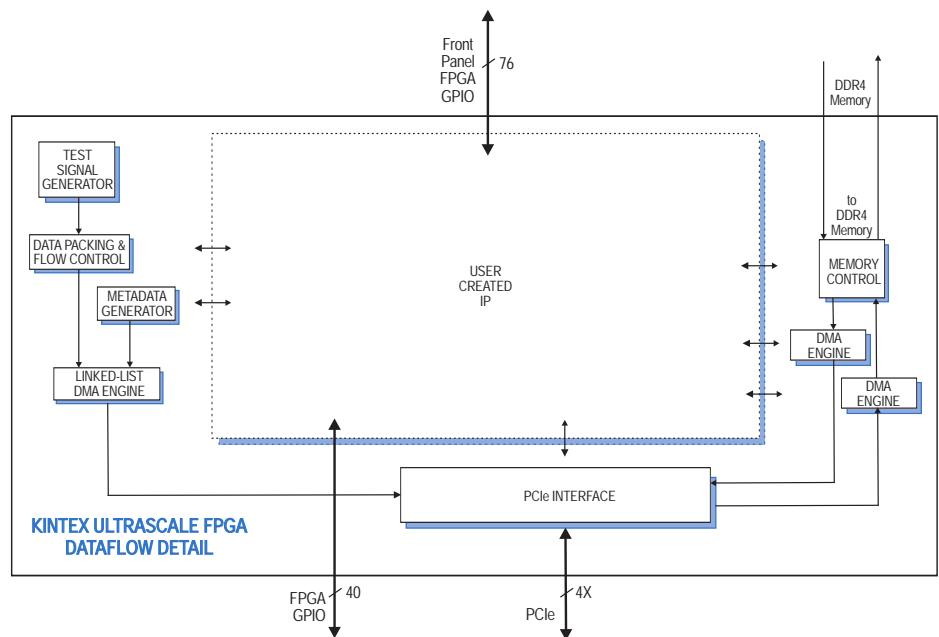 Front
Panel
FPGA
GPIO
76
DDR4
Memory
TEST
SIGNAL
GENERATOR
to
DDR4
Memory
DATA PACKING &
FLOW CONTROL
USER
CREATED
IP
MEMORY
CONTROL
METADATA
GENERATOR
DMA
ENGINE
LINKED-LIST
DMA ENGINE
DMA
ENGINE
PCIe INTERFACE
KINTEX ULTRASCALE FPGA
DATAFLOW DETAIL
FPGA
GPIO
40
PCIe
4X